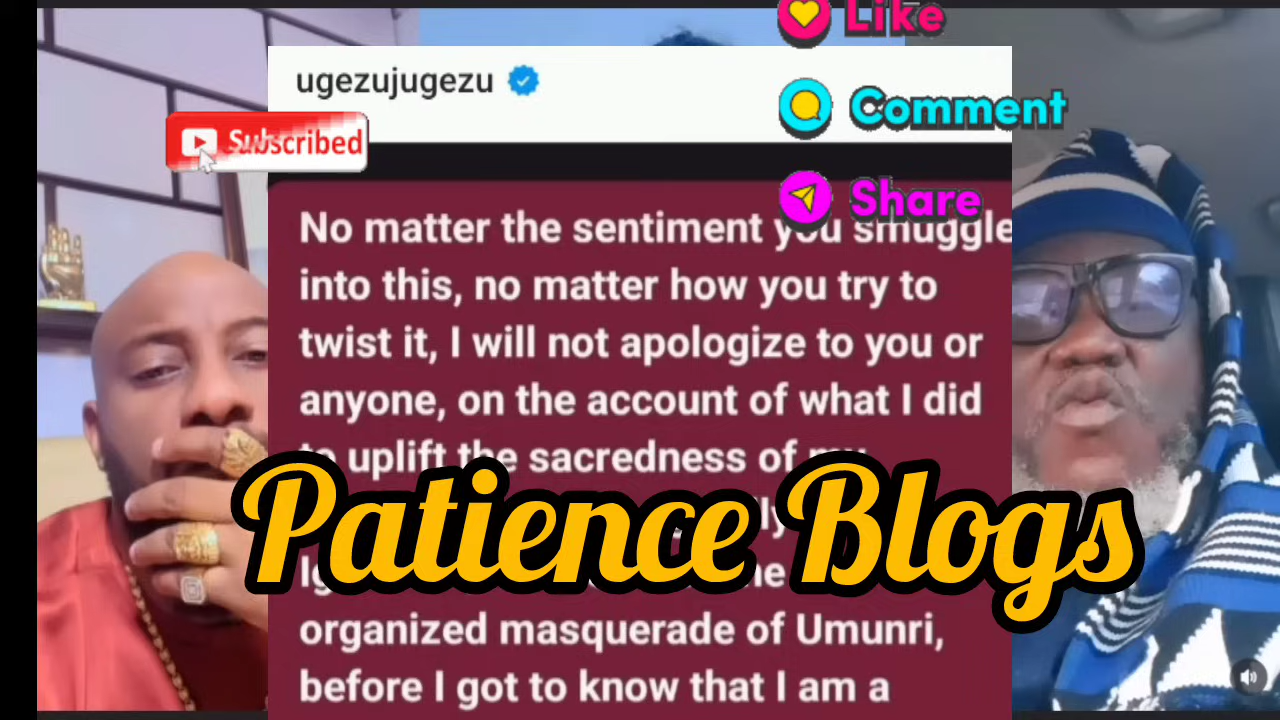 Like
ugezujugezu
Comment
Subscribed
Share
No matter the sentiment you smuggle
into this, no matter how you try to
twist it, I will not apologize to you or
anyone, on the account of what I did
to uplift the sacredness of my
Patience Blogs
organized masquerade of Umunri,
before I got to know that I am a